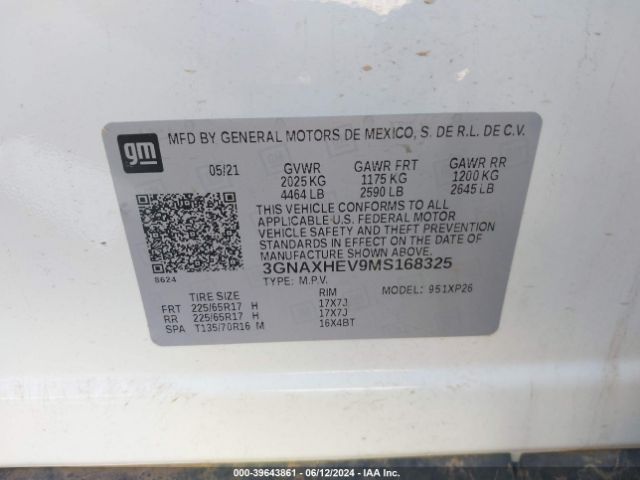 gm
MFD BY GENERAL MOTORS DE MEXICO, S. DE R.L. DE C.V.
05/21 GVWR GAWR FRT GAWR RR
2025 KG 1175 KG 1200 KG
4464 LB 2590 LB 2645 LB
THIS VEHICLE CONFORMS TO ALL
APPLICABLE U.S. FEDERAL MOTOR
VEHICLE SAFETY AND THEFT
PREVENTION STANDARDS IN EFFECT
ON THE DATE OF MANUFACTURE
SHOWN ABOVE.
3GNAXHEV9MS168325
8624
TYPE: M.P.V. MODEL: 951XP26
TIRE SIZE RIM
FRT 225/65R17 H 17X7J
RR 225/65R17 H 17X7J
SPA T135/70R16 M 16X4BT
IAA - 39643861 - 06/12/2024 - IAAI.COM